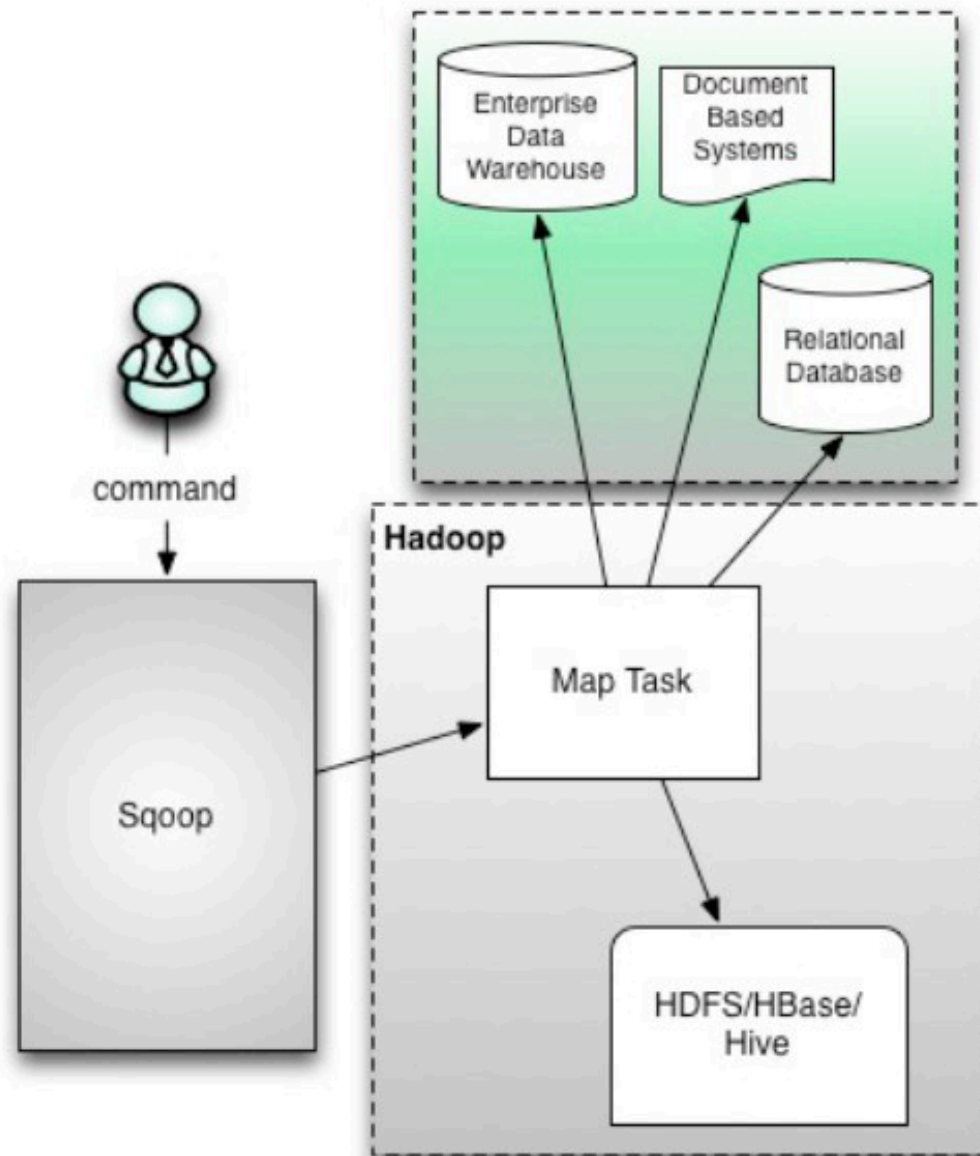 Enterprise
Data
Warehouse
Document
Based
Systems
Relational
Database
command
Hadoop
Map Task
Sqoop
HDFS/HBase/
Hive